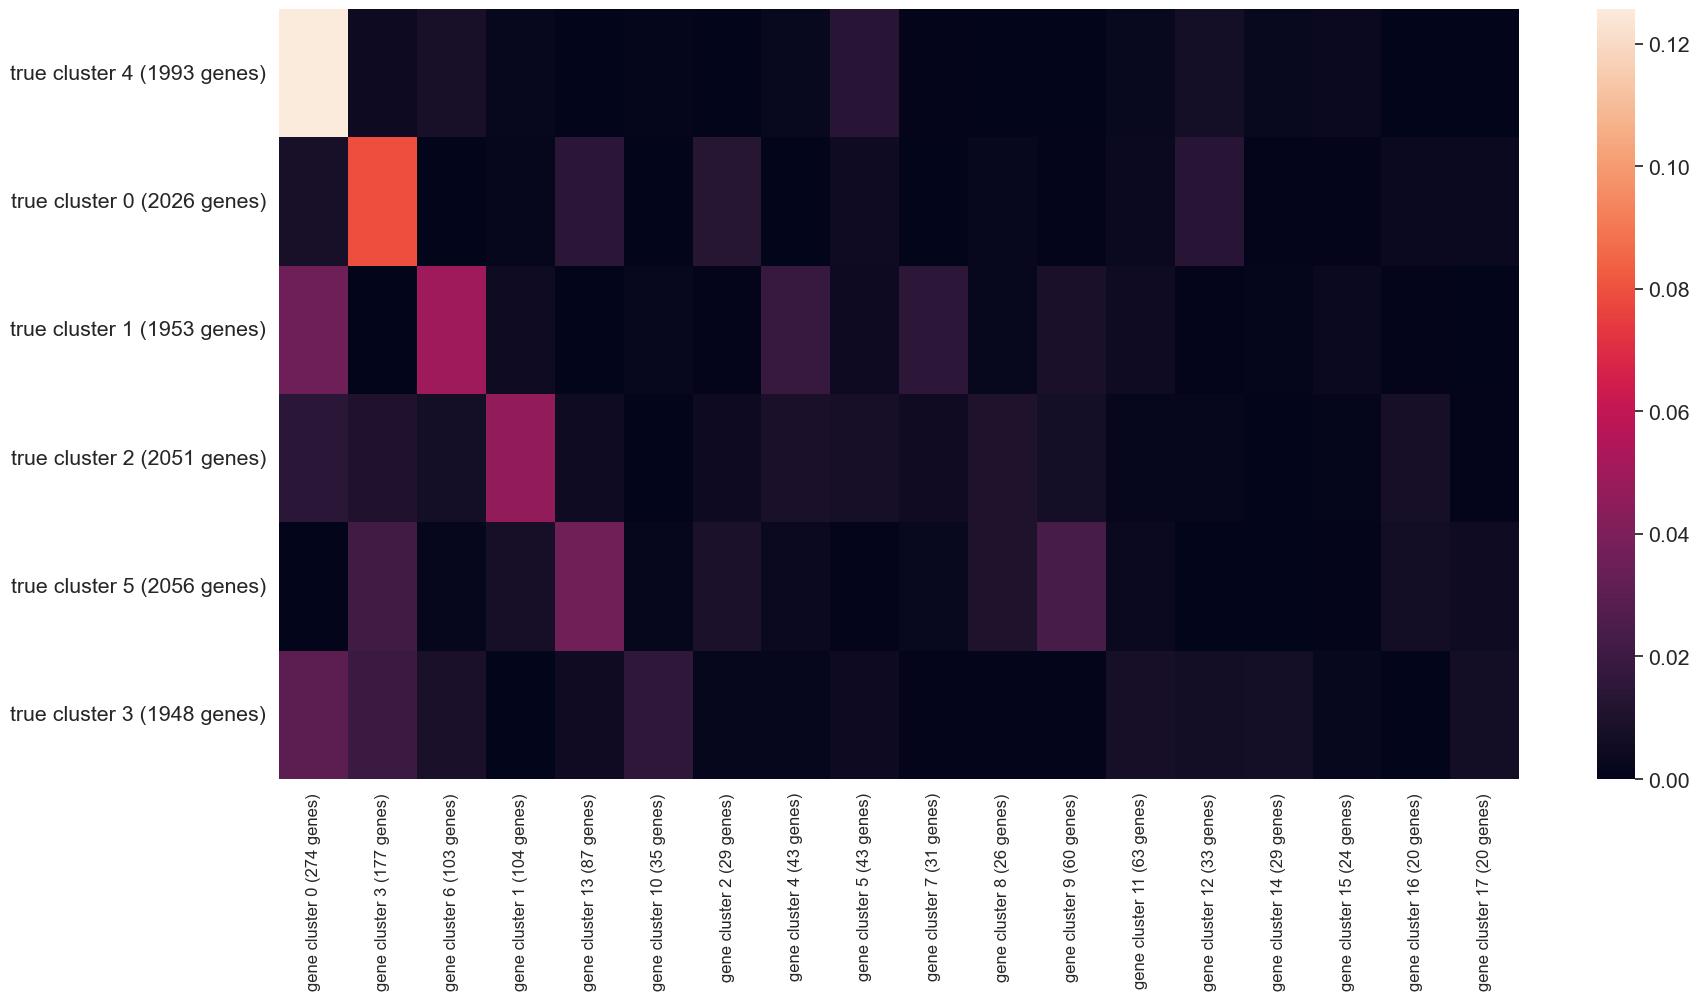 true cluster 4 (1993 genes)
true cluster 0 (2026 genes)
true cluster 1 (1953 genes)
true cluster 2 (2051 genes)
true cluster 5 (2056 genes)
true cluster 3 (1948 genes)
gene cluster 0 (274 genes)
gene cluster 3 (177 genes)
gene cluster 6 (103 genes)
gene cluster 1 (104 genes)
gene cluster 13 (87 genes)
gene cluster 10 (35 genes)
gene cluster 2 (29 genes)
gene cluster 4 (43 genes)
gene cluster 5 (43 genes)
gene cluster 7 (31 genes)
gene cluster 8 (26 genes)
gene cluster 9 (60 genes)
gene cluster 11 (63 genes)
gene cluster 12 (33 genes)
gene cluster 14 (29 genes)
gene cluster 15 (24 genes)
gene cluster 16 (20 genes)
gene cluster 17 (20 genes)
0.12
0.10
0.08
0.06
0.04
0.02
0.00